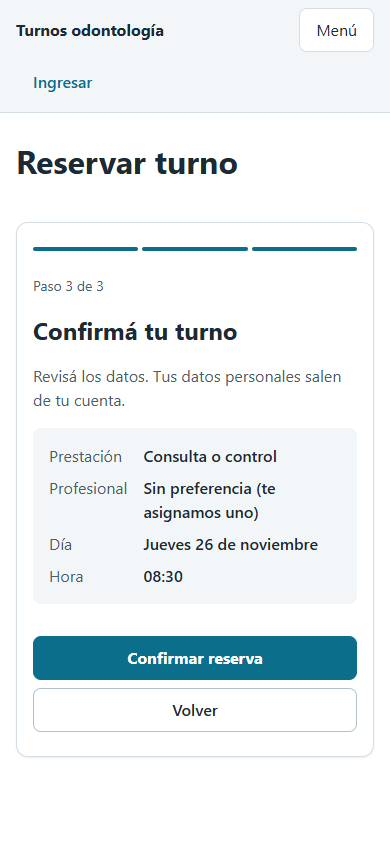 Turnos odontología
Menú
Ingresar
Reservar turno
Paso 3 de 3
Confirmá tu turno
Revisá los datos. Tus datos personales salen
de tu cuenta.
Prestación Consulta o control
Profesional Sin preferencia (te
asignamos uno)
Día Jueves 26 de noviembre
Hora 08:30
Confirmar reserva
Volver